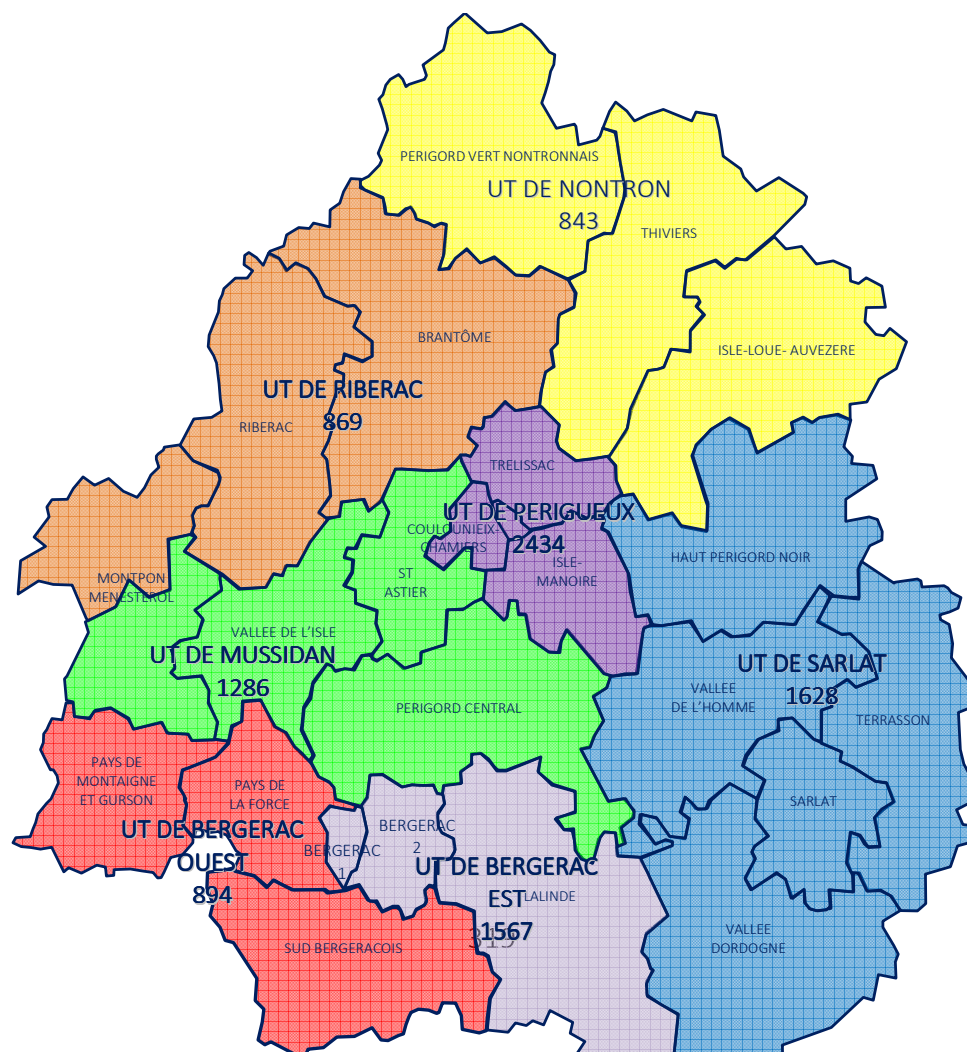 PERIGORD VERT NONTRONNAIS
UT DE NONTRON
843
THIVIERS
BRANTÔME
ISLE-LOUE- AUVEZERE
UT DE RIBERAC
869
RIBERAC
TRELISSAC
UT DE PERIGUEUX
2434
COULOUNIEIX-
CHAMIERS
ISLE-
MANOIRE
HAUT PERIGORD NOIR
MONTPON
MENESTEROL
ST
ASTIER
VALLEE DE L'ISLE
UT DE MUSSIDAN
1286
UT DE SARLAT
1628
VALLEE
DE L'HOMME
PERIGORD CENTRAL
TERRASSON
PAYS DE
MONTAIGNE
ET GURSON
PAYS DE
LA FORCE
SARLAT
UT DE BERGERAC
OUEST
894
BERGERAC
1
BERGERAC
2
UT DE BERGERAC
EST
1567
LALINDE
VALLEE
DORDOGNE
SUD BERGERACOIS